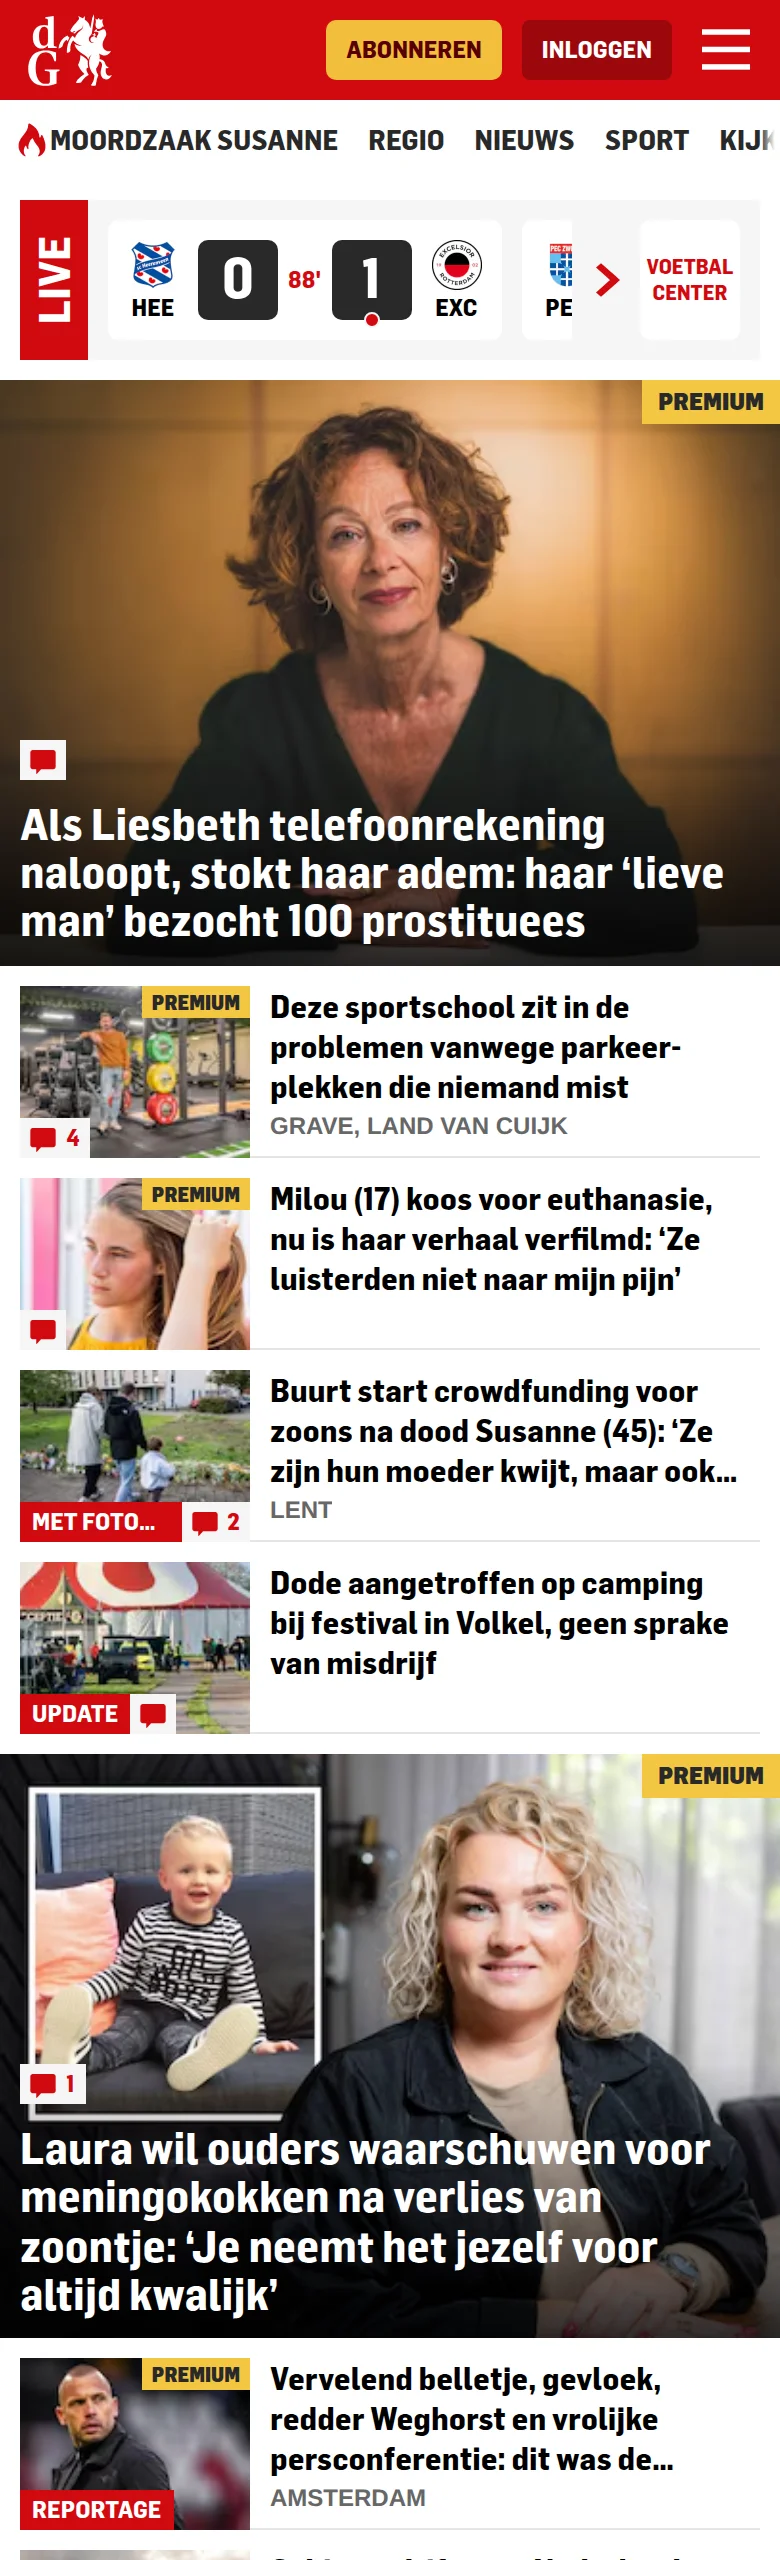 dG
ABONNEREN
INLOGGEN
MOORDZAAK SUSANNE
REGIO
NIEUWS
SPORT
LIVE
HEE
0
88'
1
EXCELSIOR
ROTTERDAM
EXC
VOETBAL
CENTER
PREMIUM
Als Liesbeth telefoonrekening
naloopt, stokt haar adem: haar ‘lieve
man’ bezocht 100 prostituees
PREMIUM
4
Deze sportschool zit in de
problemen vanwege parkeer-
plekken die niemand mist
GRAVE, LAND VAN CUIJK
PREMIUM
Milou (17) koos voor euthanasie,
nu is haar verhaal verfilmd: ‘Ze
luisterden niet naar mijn pijn’
MET FOTO...
2
Buurt start crowdfunding voor
zoons na dood Susanne (45): ‘Ze
zijn hun moeder kwijt, maar ook...
LENT
UPDATE
Dode aangetroffen op camping
bij festival in Volkel, geen sprake
van misdrijf
PREMIUM
1
Laura wil ouders waarschuwen voor
meningokokken na verlies van
zoontje: ‘Je neemt het jezelf voor
altijd kwalijk’
PREMIUM
REPORTAGE
Vervelend belletje, gevloek,
redder Weghorst en vrolijke
persconferentie: dit was de...
AMSTERDAM